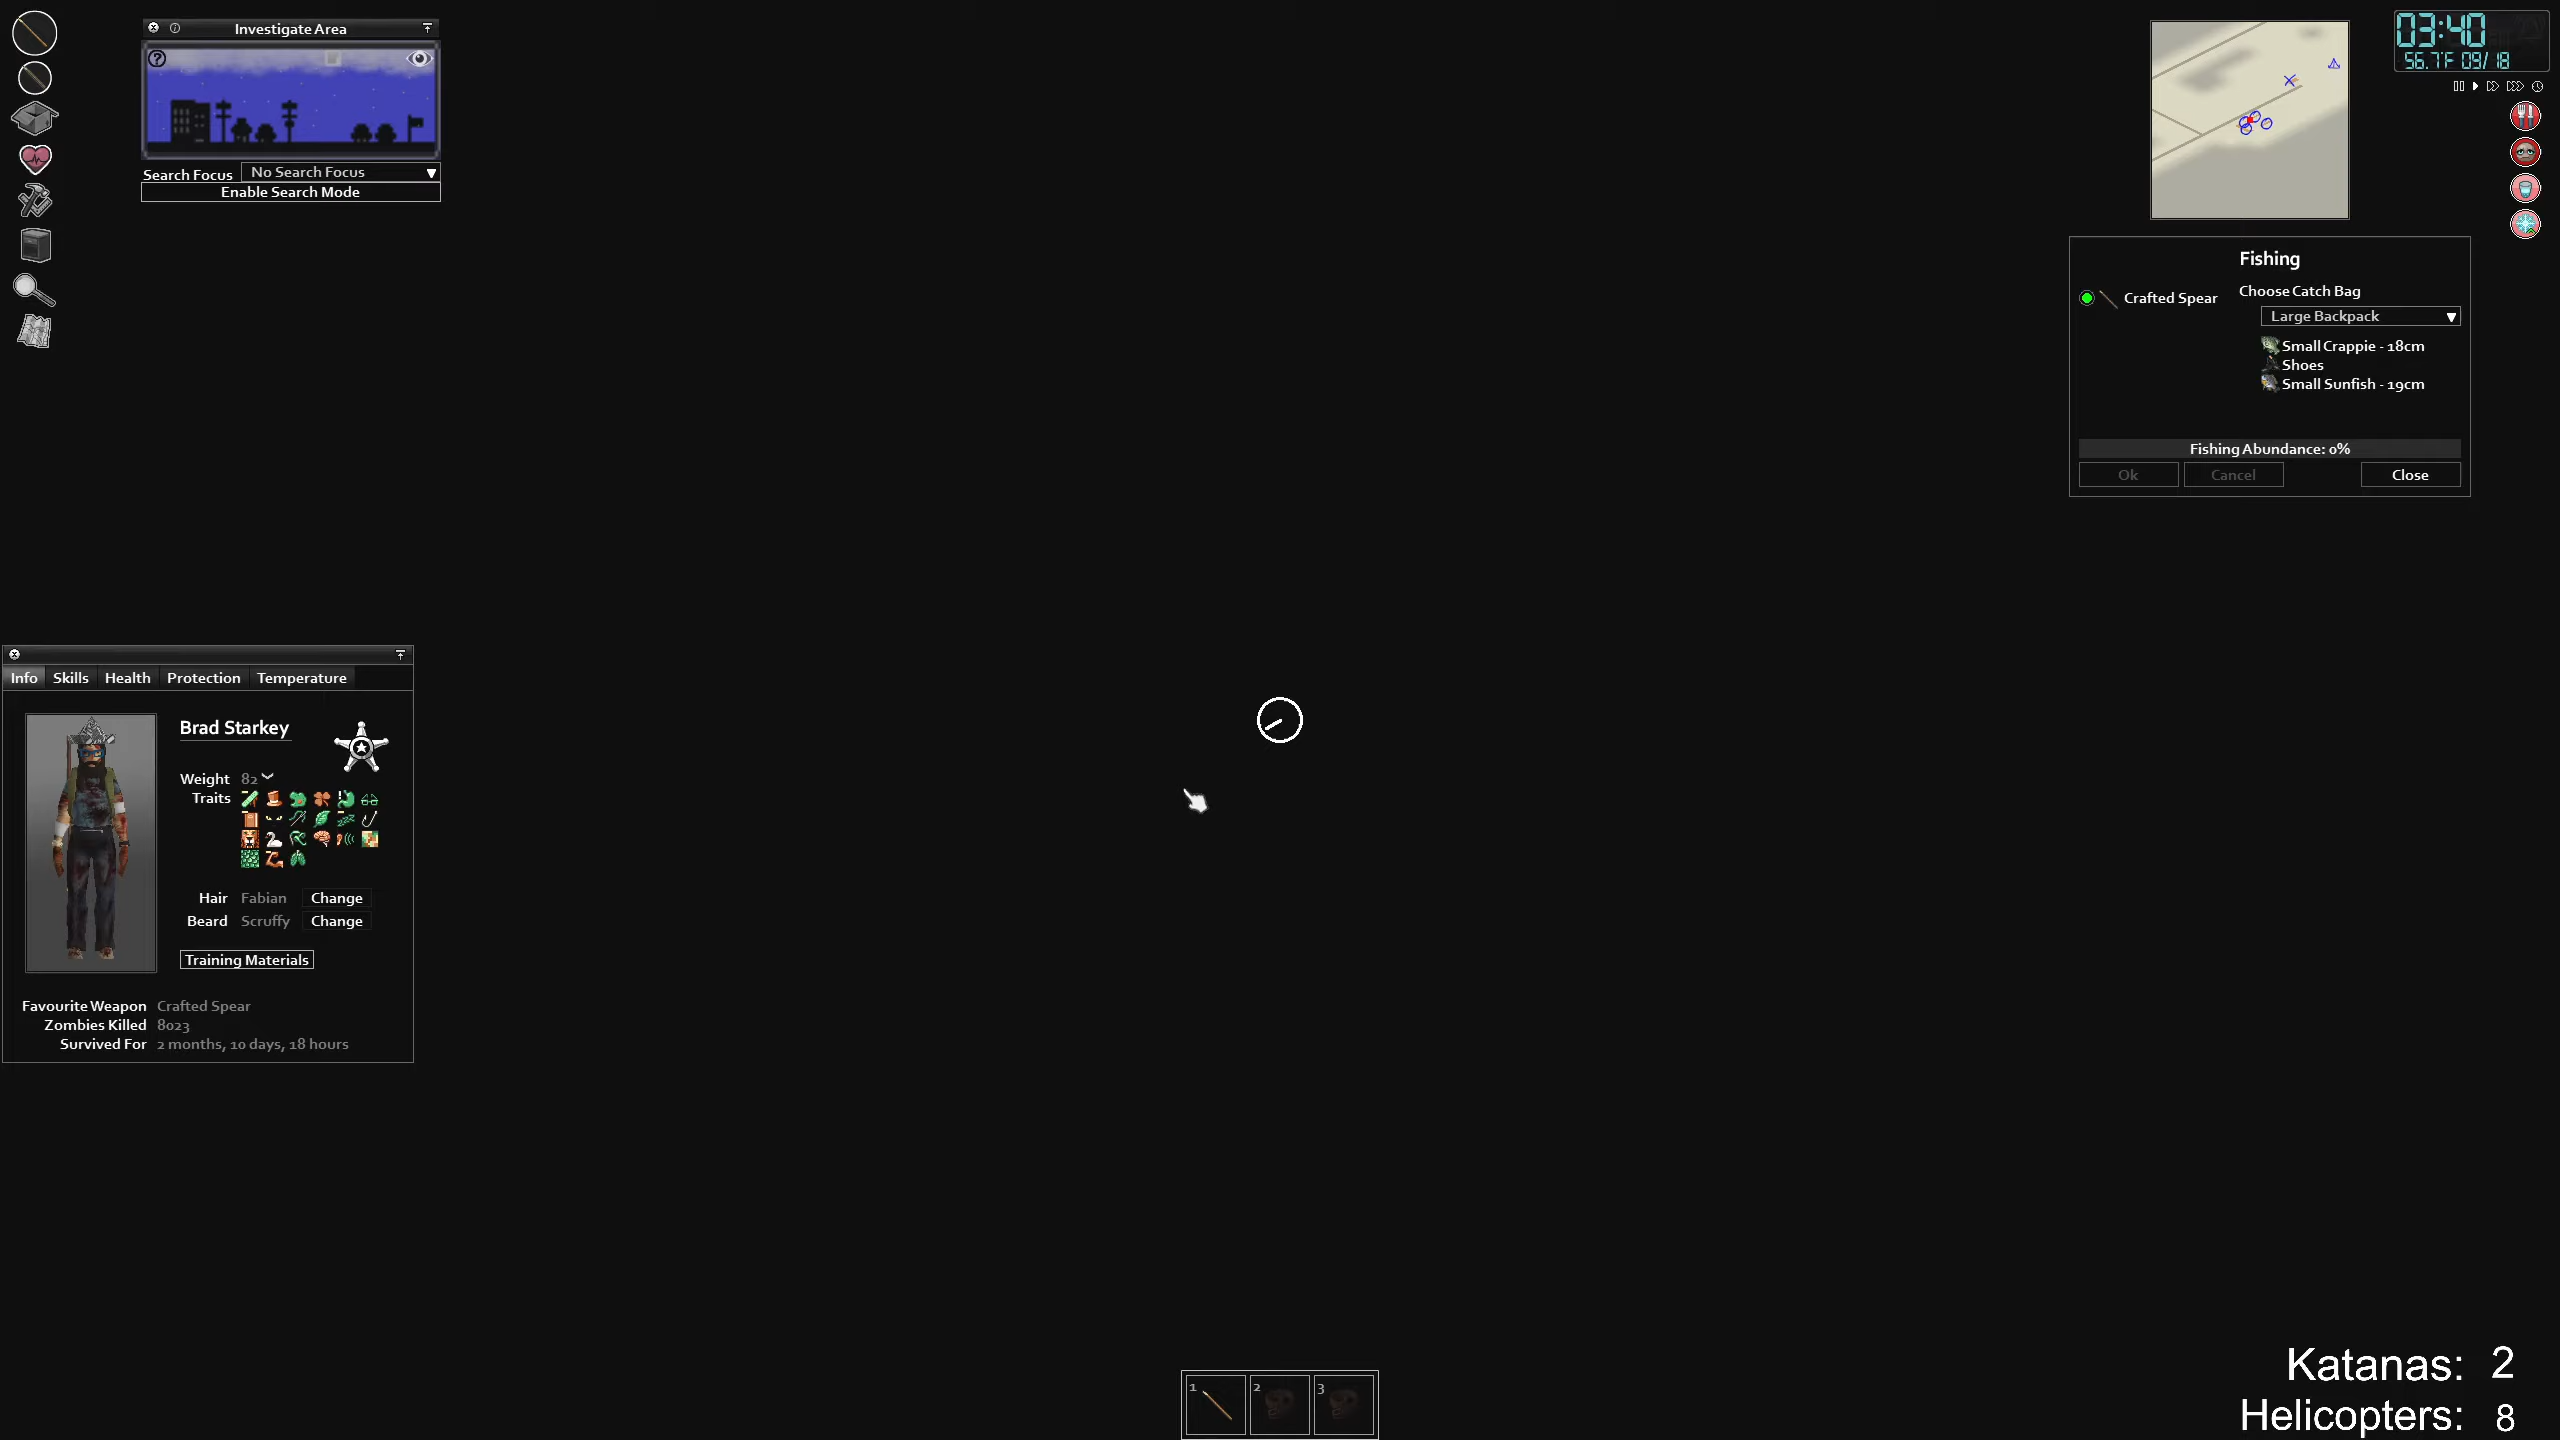 Investigate Area
Search Focus No Search Focus
Enable Search Mode
03:40
56.7°F 09/18
Fishing
Crafted Spear
Choose Catch Bag
Large Backpack
Small Crappie - 18cm
Shoes
Small Sunfish - 19cm
Fishing Abundance: 0%
Ok Cancel Close
Info Skills Health Protection Temperature
Brad Starkey
Weight 82
Traits
Hair Fabian Change
Beard Scruffy Change
Training Materials
Favourite Weapon Crafted Spear
Zombies Killed 8023
Survived For 2 months, 10 days, 18 hours
1 2 3
Katanas: 2
Helicopters: 8